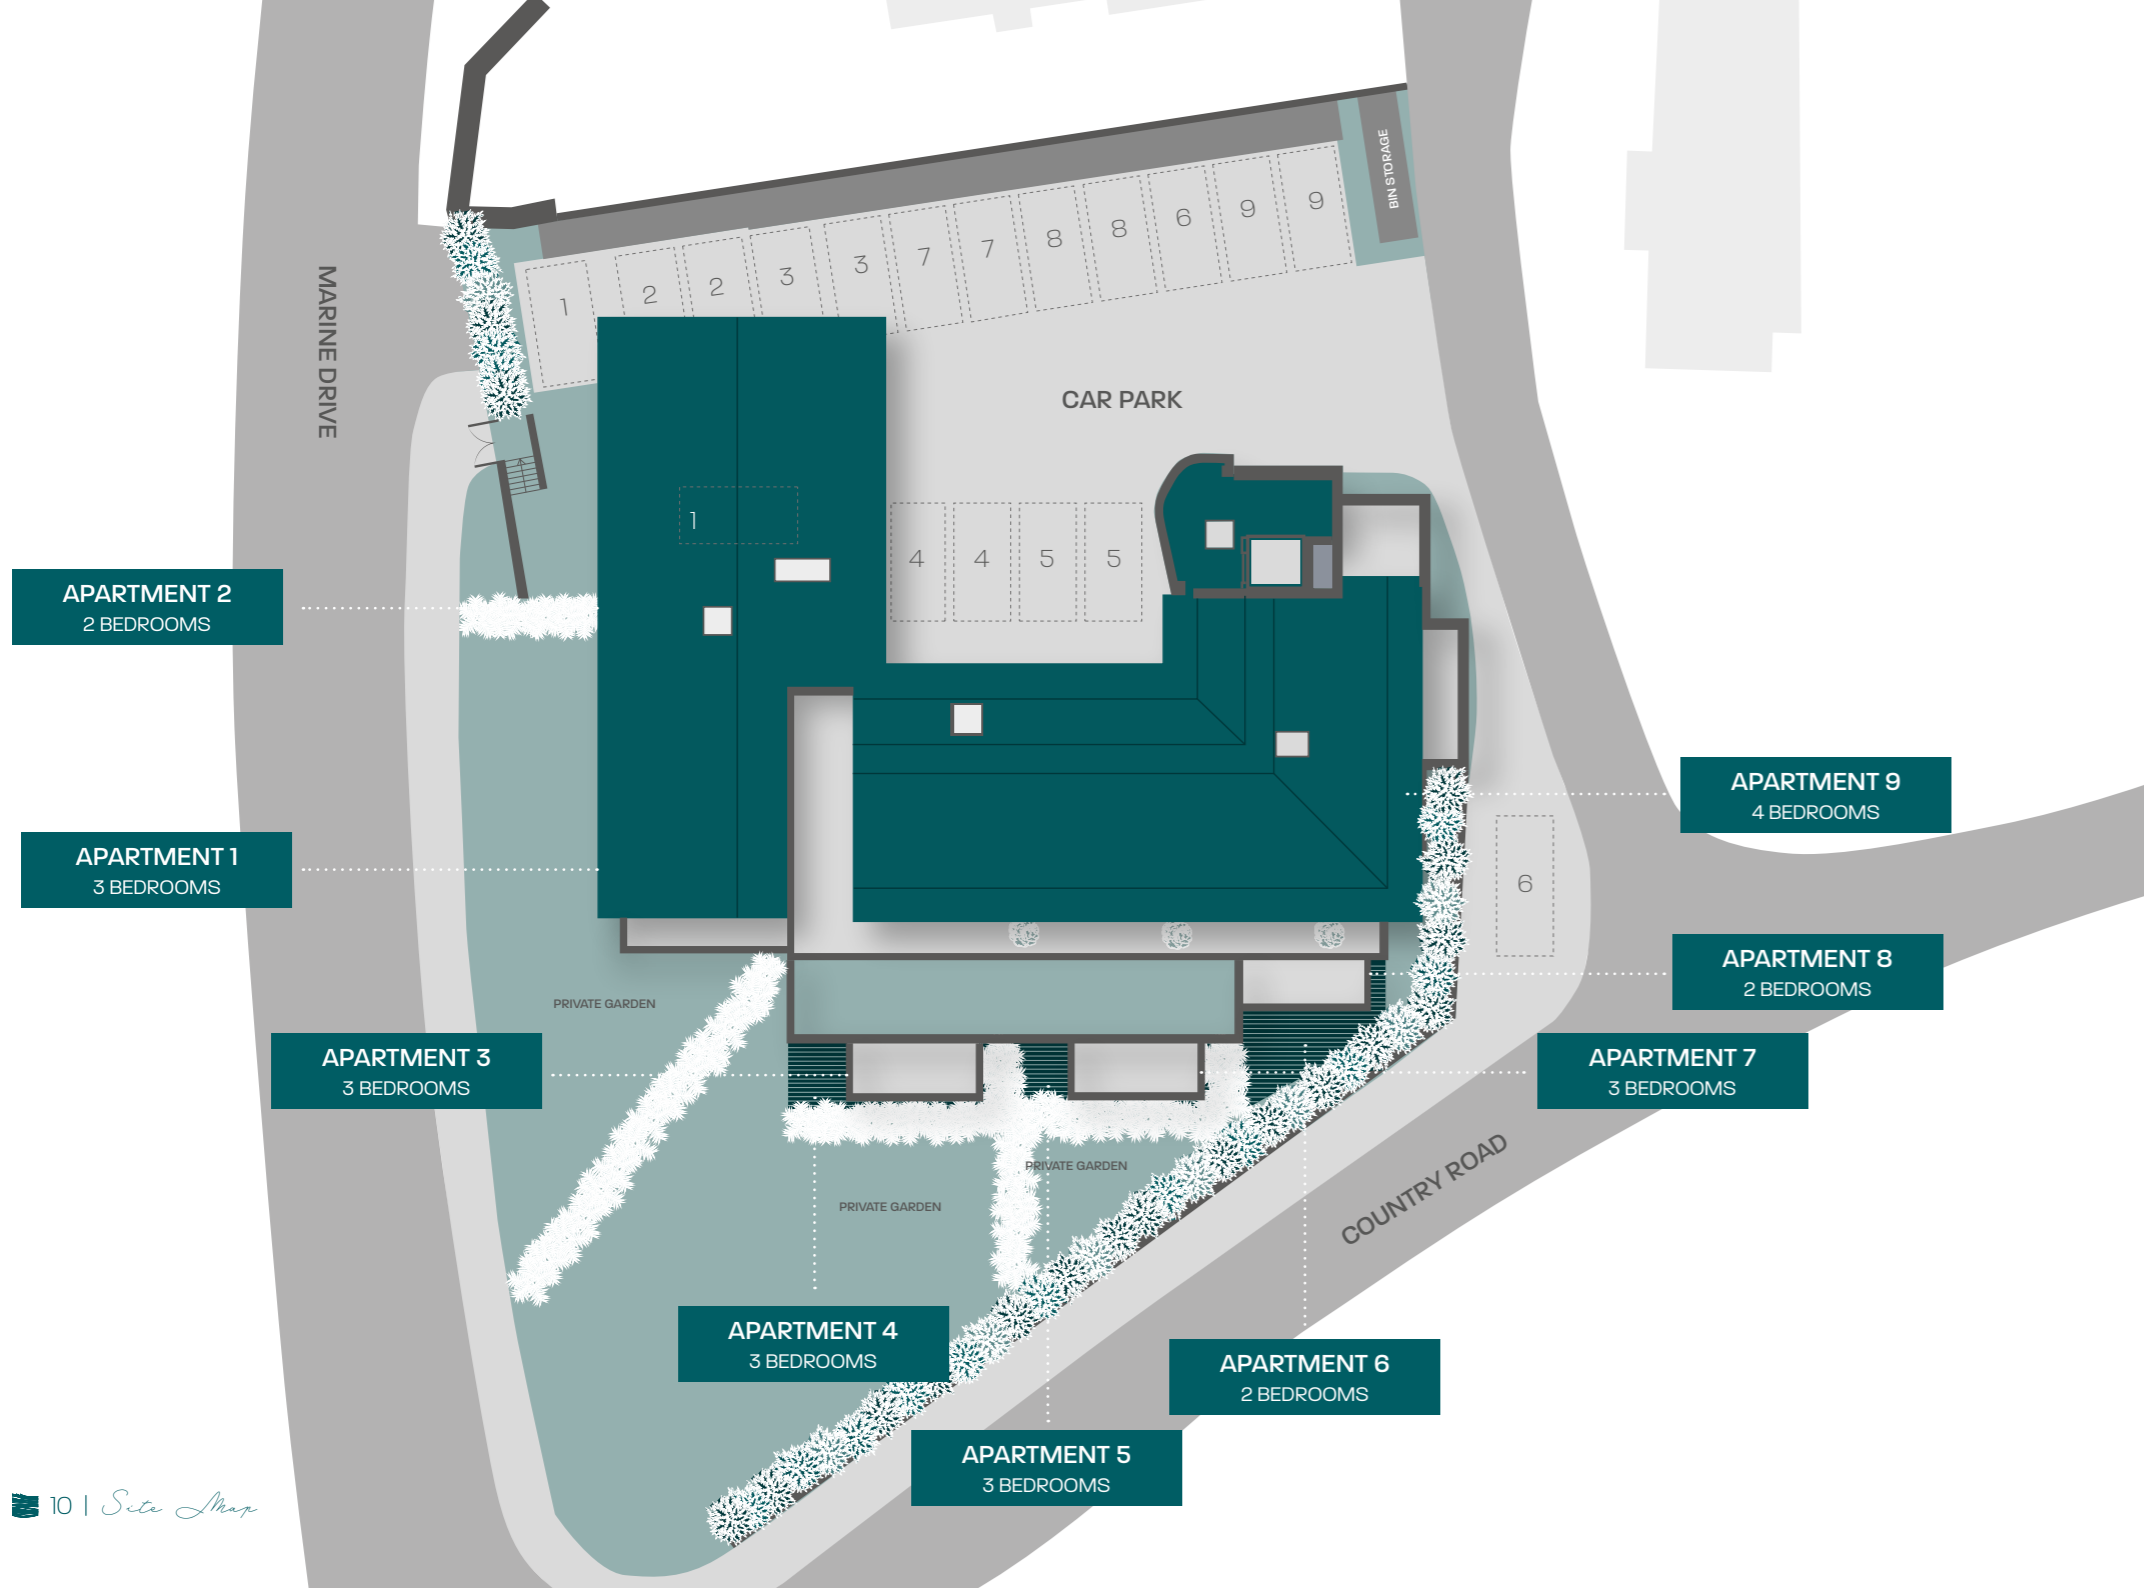 BIN STORAGE
1 2 2 3 3 7 7 8 8 6 9 9
MARINE DRIVE
CAR PARK
1
4 4 5 5
APARTMENT 2
2 BEDROOMS
APARTMENT 1
3 BEDROOMS
APARTMENT 9
4 BEDROOMS
6
APARTMENT 8
2 BEDROOMS
PRIVATE GARDEN
APARTMENT 3
3 BEDROOMS
APARTMENT 7
3 BEDROOMS
PRIVATE GARDEN
PRIVATE GARDEN
COUNTRY ROAD
APARTMENT 4
3 BEDROOMS
APARTMENT 6
2 BEDROOMS
APARTMENT 5
3 BEDROOMS
10 | Site Map